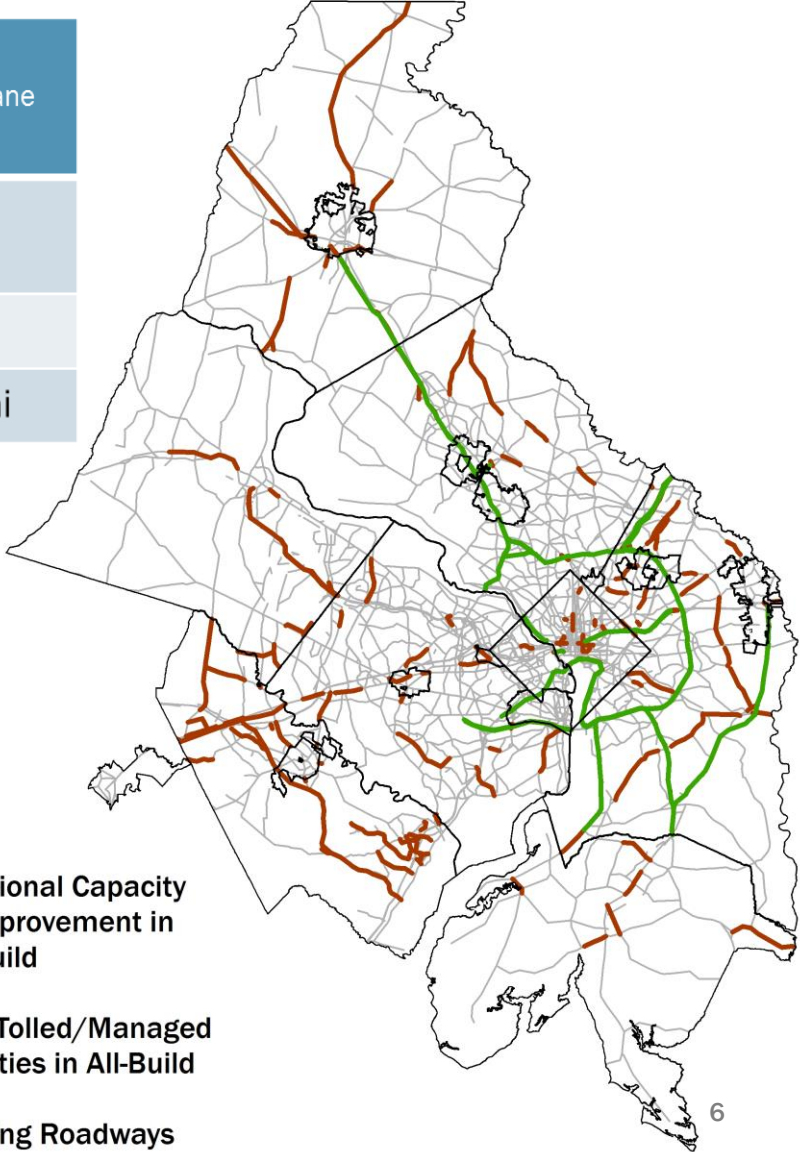 ane
i
ional Capacity
provement in
uild
Tolled/Managed
ties in All-Build
ng Roadways
6